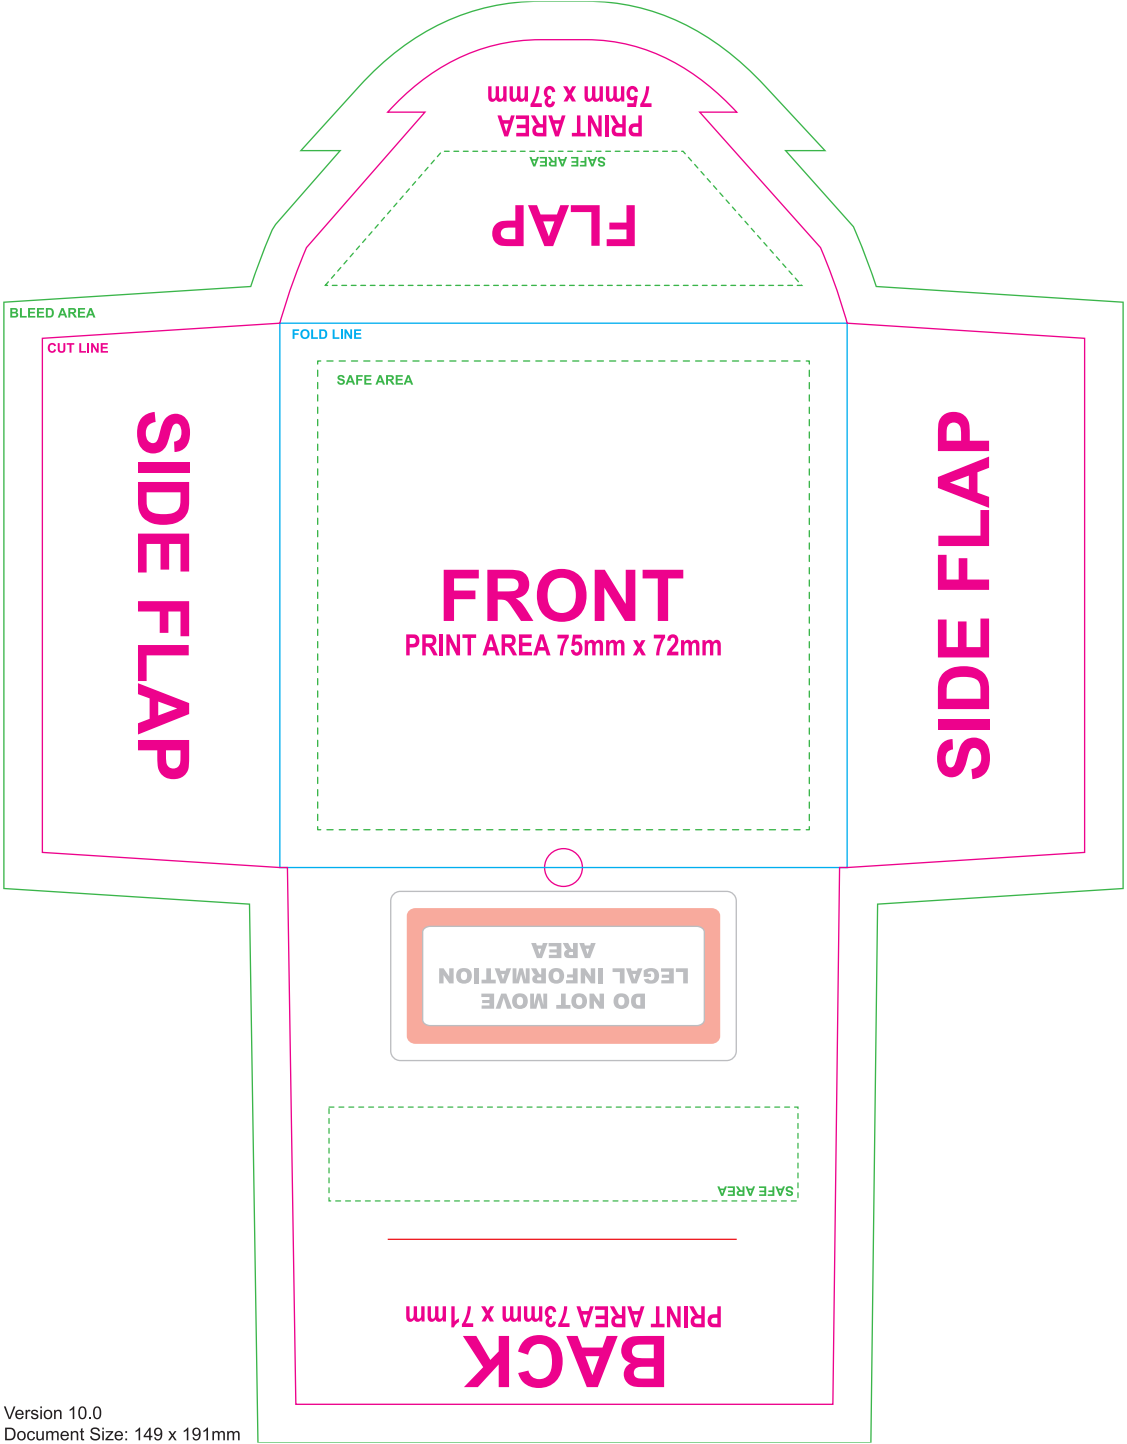 PRINT AREA
75mm x 37mm
SAFE AREA
FLAP
BLEED AREA
CUT LINE
FOLD LINE
SAFE AREA
SIDE FLAP
FRONT
PRINT AREA 75mm x 72mm
SIDE FLAP
DO NOT MOVE
LEGAL INFORMATION
AREA
SAFE AREA
BACK
PRINT AREA 73mm x 71mm
Version 10.0
Document Size: 149 x 191mm